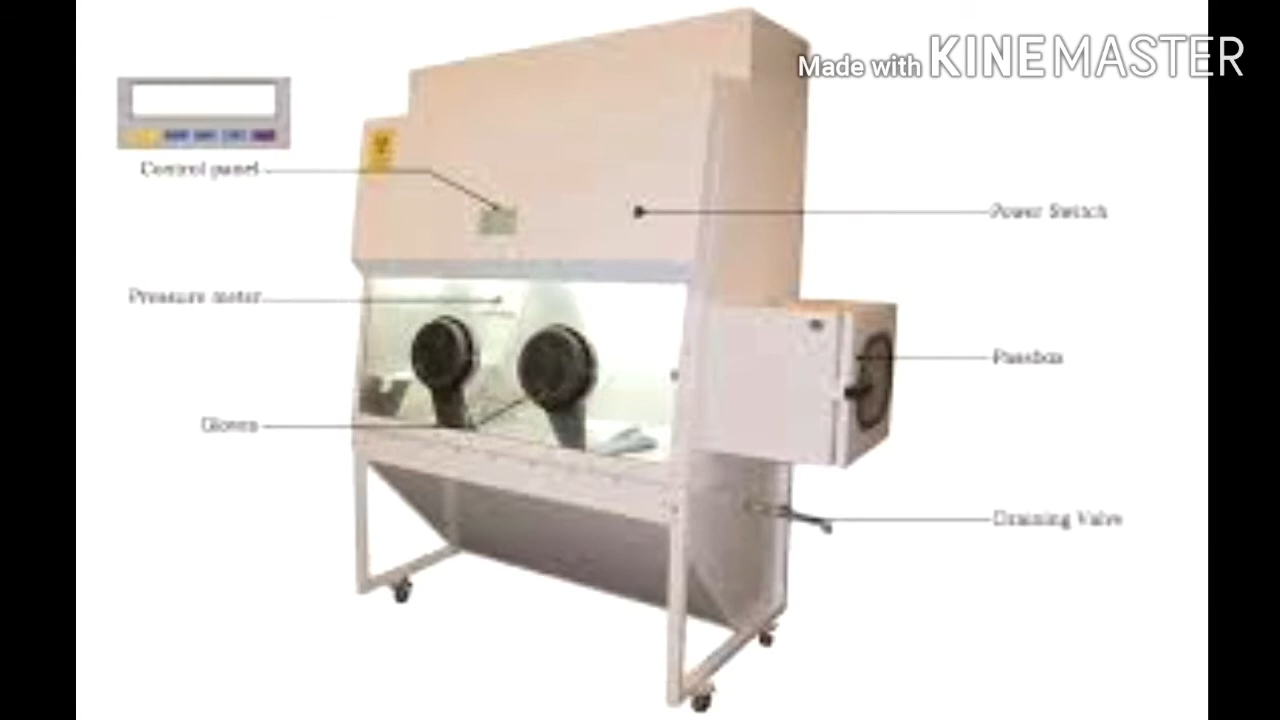 Made with KINEMASTER
Control panel
Power Switch
Pressure meter
Passbox
Gloves
Draining Valve